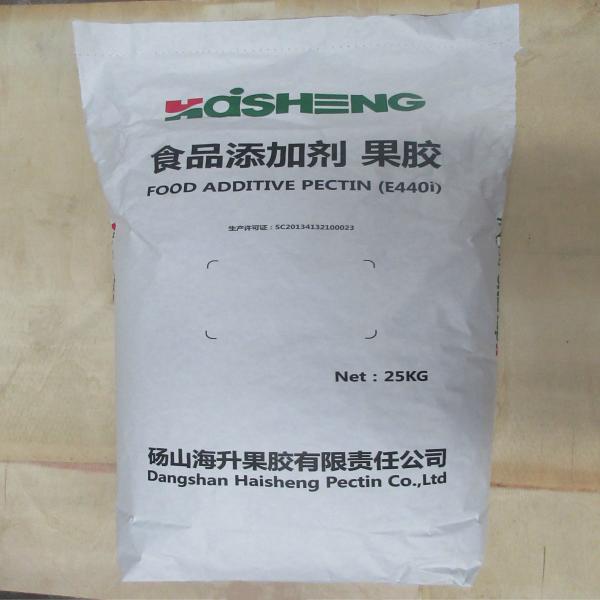 HAiSHENG
食品添加剂 果胶
FOOD ADDITIVE PECTIN (E440i)
生产许可证：SC20134132100023
Net：25KG
砀山海升果胶有限责任公司
Dangshan Haisheng Pectin Co.,Ltd